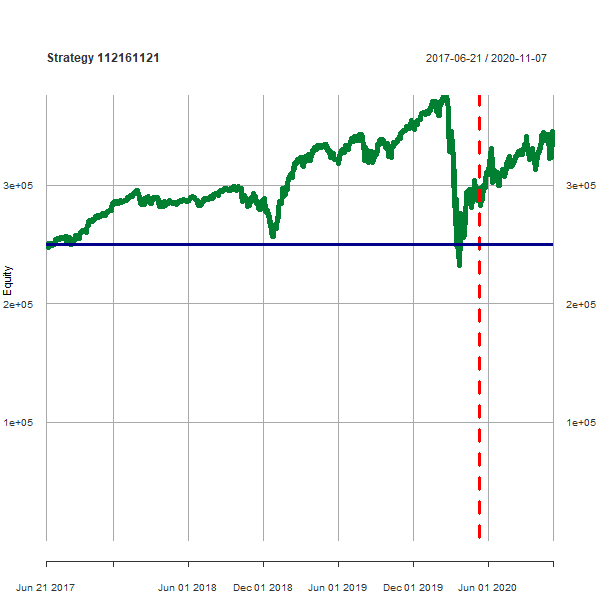 Strategy 112161121
2017-06-21 / 2020-11-07
3e+05
3e+05
Equity
2e+05
2e+05
1e+05
1e+05
Jun 21 2017
Jun 01 2018
Dec 01 2018
Jun 01 2019
Dec 01 2019
Jun 01 2020